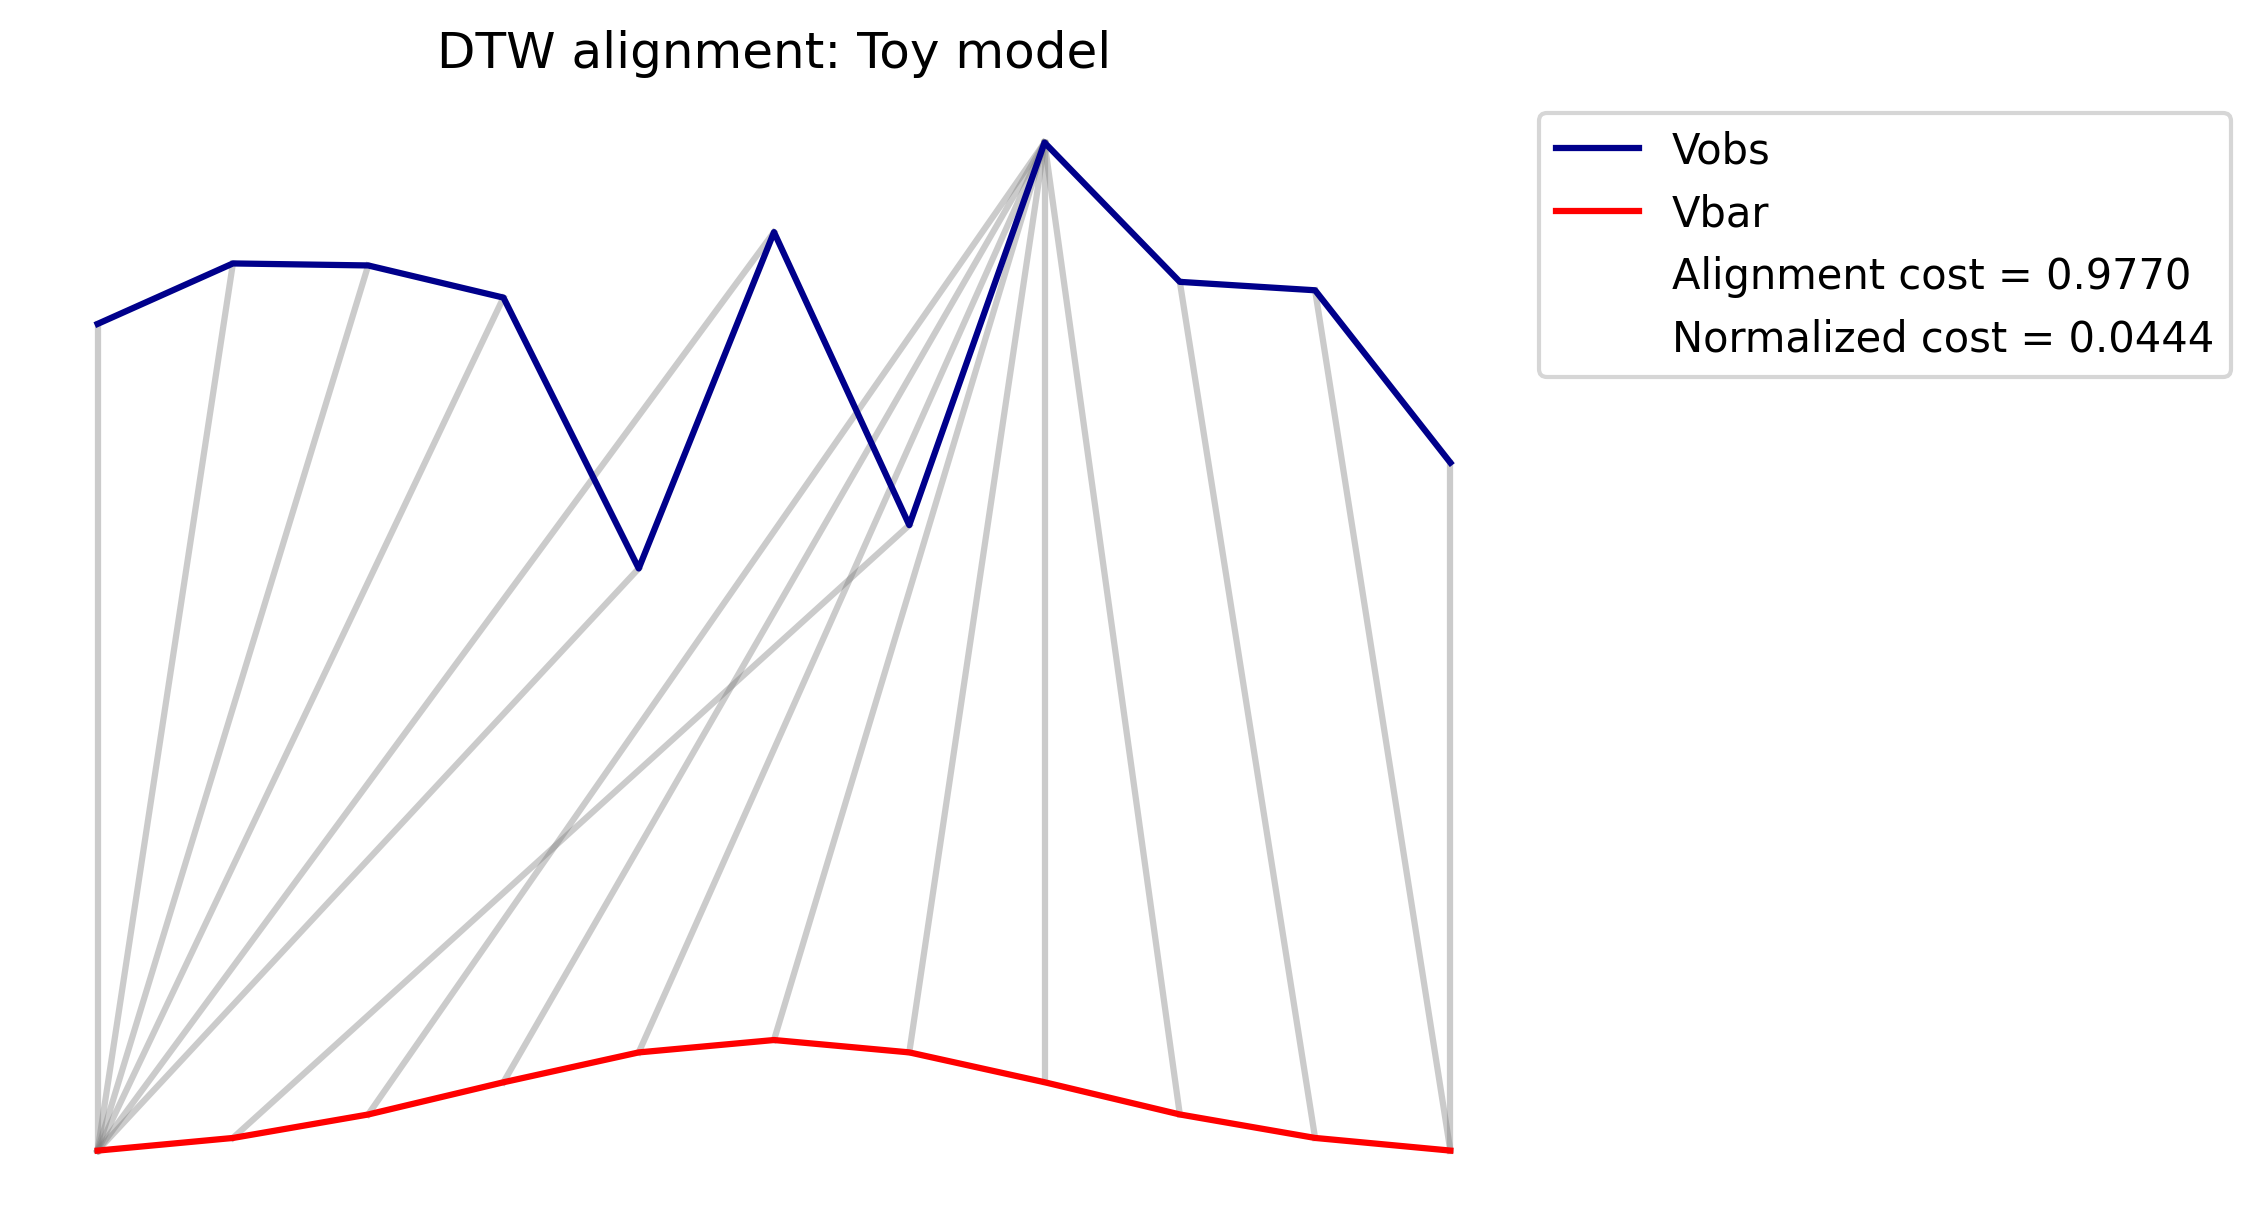 DTW alignment: Toy model
Vobs
Vbar
Alignment cost = 0.9770
Normalized cost = 0.0444